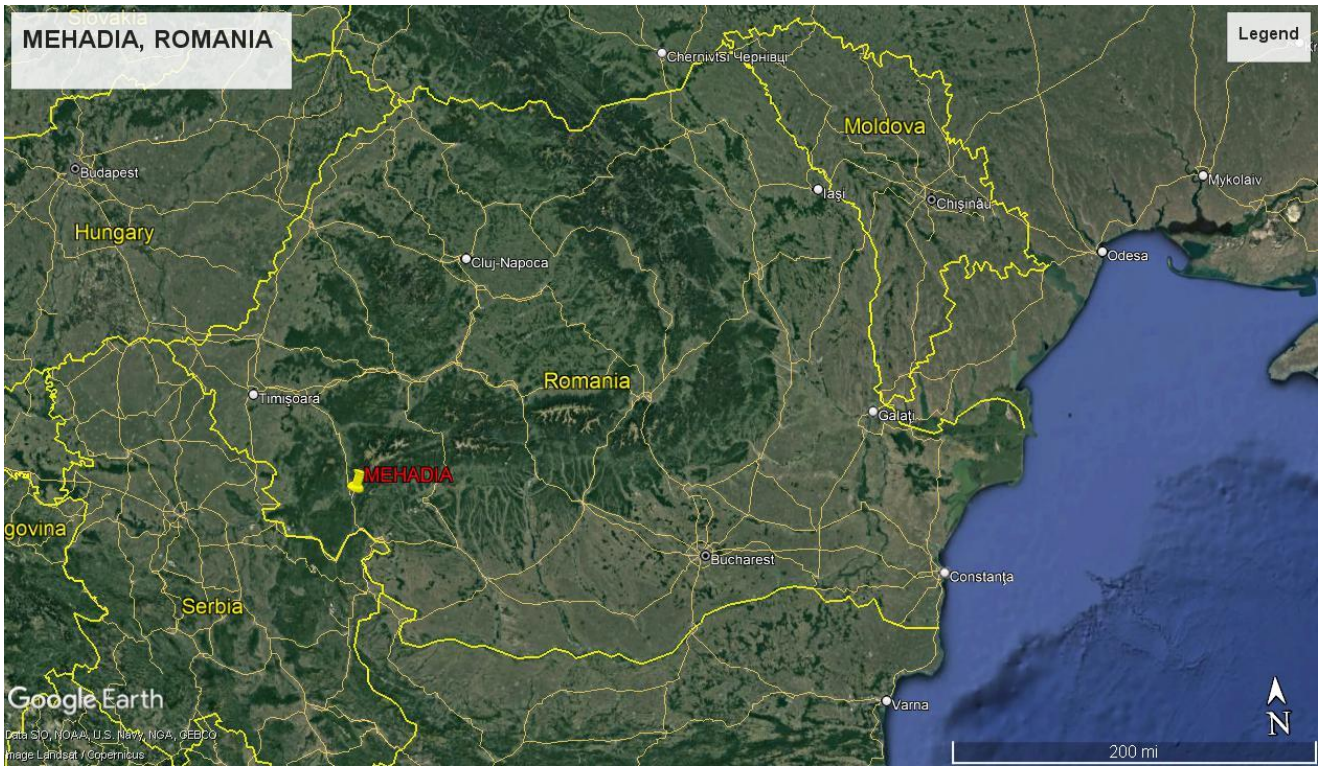 Slovakia
MEHADIA, ROMANIA
Legend
Chernivtsi Чернівці
Moldova
Budapest
Iași
Mykolaiv
Chișinău
Hungary
Odesa
Cluj-Napoca
Romania
Timișoara
Galați
MEHADIA
govina
Bucharest
Constanța
Serbia
Google Earth
Varna
Data SIO, NOAA, U.S. Navy, NGA, GEBCO
Image Landsat / Copernicus
N
200 mi